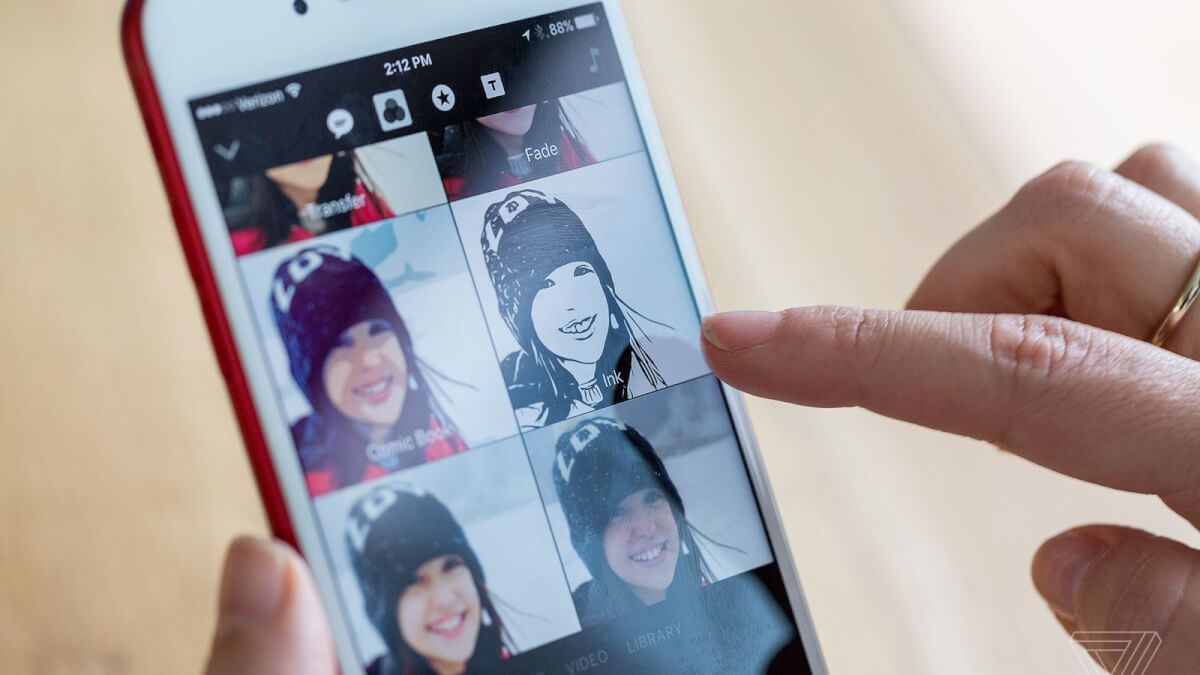 Verizon
2:12 PM
88%
T
Transfer
Fade
Comic Book
Ink
VIDEO
LIBRARY